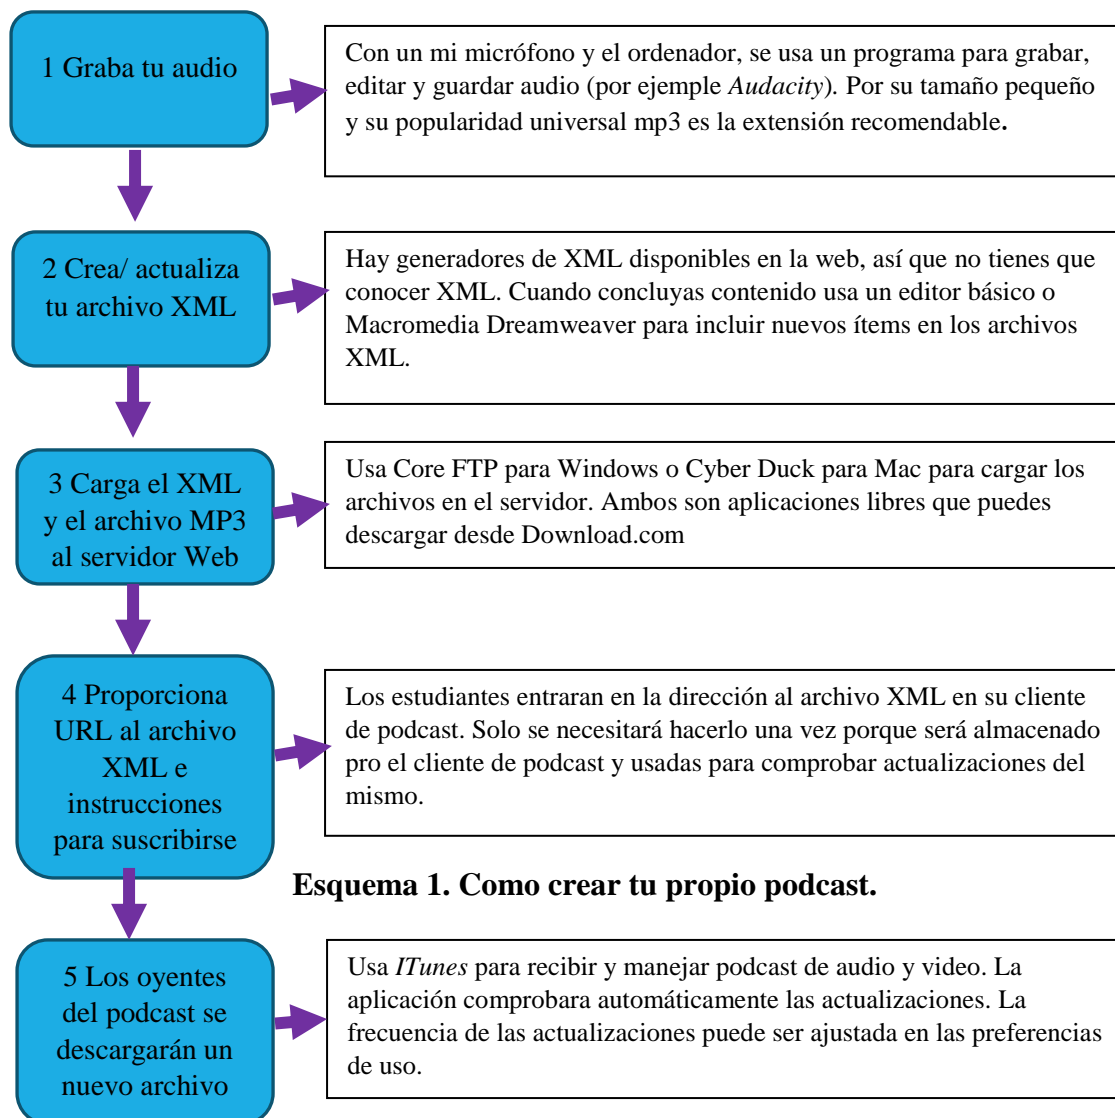 1 Graba tu audio
Con un mi micrófono y el ordenador, se usa un programa para grabar,
editar y guardar audio (por ejemplo Audacity). Por su tamaño pequeño
y su popularidad universal mp3 es la extensión recomendable.
2 Crea/ actualiza
tu archivo XML
Hay generadores de XML disponibles en la web, así que no tienes que
conocer XML. Cuando concluyas contenido usa un editor básico o
Macromedia Dreamweaver para incluir nuevos ítems en los archivos
XML.
3 Carga el XML
y el archivo MP3
al servidor Web
Usa Core FTP para Windows o Cyber Duck para Mac para cargar los
archivos en el servidor. Ambos son aplicaciones libres que puedes
descargar desde Download.com
4 Proporciona
URL al archivo
XML e
instrucciones
para suscribirse
Los estudiantes entraran en la dirección al archivo XML en su cliente
de podcast. Solo se necesitará hacerlo una vez porque será almacenado
pro el cliente de podcast y usadas para comprobar actualizaciones del
mismo.
Esquema 1. Como crear tu propio podcast.
5 Los oyentes
del podcast se
descargarán un
nuevo archivo
Usa ITunes para recibir y manejar podcast de audio y video. La
aplicación comprobara automáticamente las actualizaciones. La
frecuencia de las actualizaciones puede ser ajustada en las preferencias
de uso.